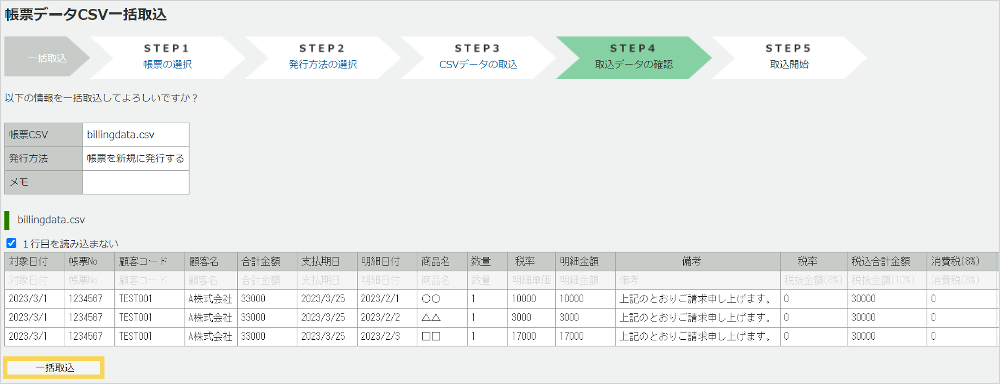 帳票データCSV一括取込
一括取込
STEP1
帳票の選択
STEP2
発行方法の選択
STEP3
CSVデータの取込
STEP4
取込データの確認
STEP5
取込開始
以下の情報を一括取込してよろしいですか？
帳票CSV billingdata.csv
発行方法 帳票を新規に発行する
メモ
billingdata.csv
１行目を読み込まない
対象日付 帳票No 顧客コード 顧客名 合計金額 支払期日 明細日付 商品名 数量 税率 明細金額 備考 税率 税込合計金額 消費税(8%)
対象日付 帳票No 顧客コード 顧客名 合計金額 支払期日 明細日付 商品名 数量 明細単価 明細金額 備考 税抜金額(8%) 税抜金額(10%) 消費税(8%)
2023/3/1 1234567 TEST001 A株式会社 33000 2023/3/25 2023/2/1 〇〇 1 10000 10000 上記のとおりご請求申し上げます。 0 30000 0
2023/3/1 1234567 TEST001 A株式会社 33000 2023/3/25 2023/2/2 △△ 1 3000 3000 上記のとおりご請求申し上げます。 0 30000 0
2023/3/1 1234567 TEST001 A株式会社 33000 2023/3/25 2023/2/3 □□ 1 17000 17000 上記のとおりご請求申し上げます。 0 30000 0
一括取込